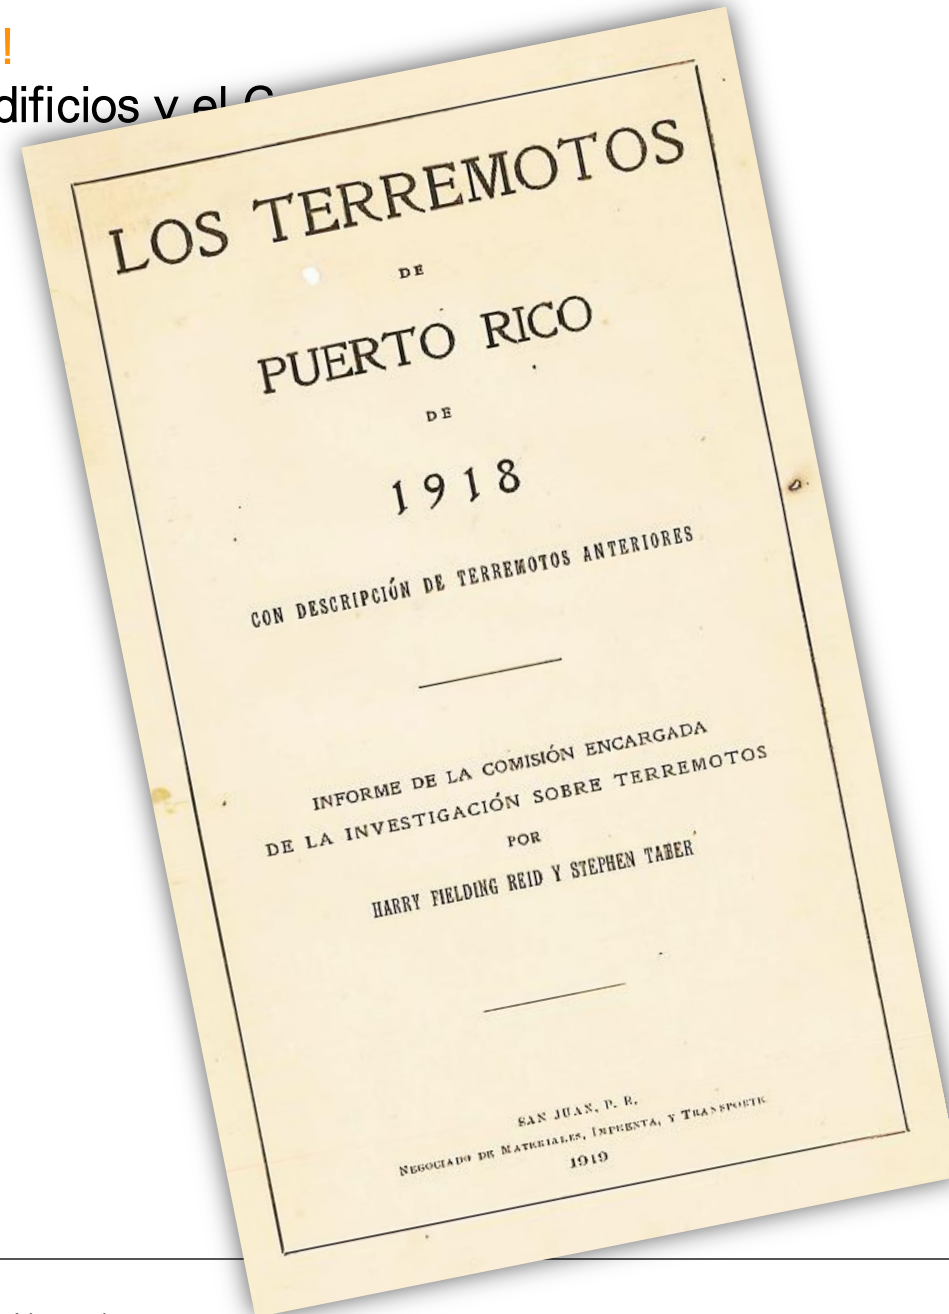 !
dificios y el
LOS TERREMOTOS
DE
PUERTO RICO
DE
1918
CON DESCRIPCIÓN DE TERREMOTOS ANTERIORES
INFORME DE LA COMISIÓN ENCARGADA
DE LA INVESTIGACIÓN SOBRE TERREMOTOS
POR
HARRY FIELDING REID Y STEPHEN TABER
SAN JUAN, P. R.
NEGOCIADO DE MATERIALES, IMPRENTA, Y TRANSPORTE
1919